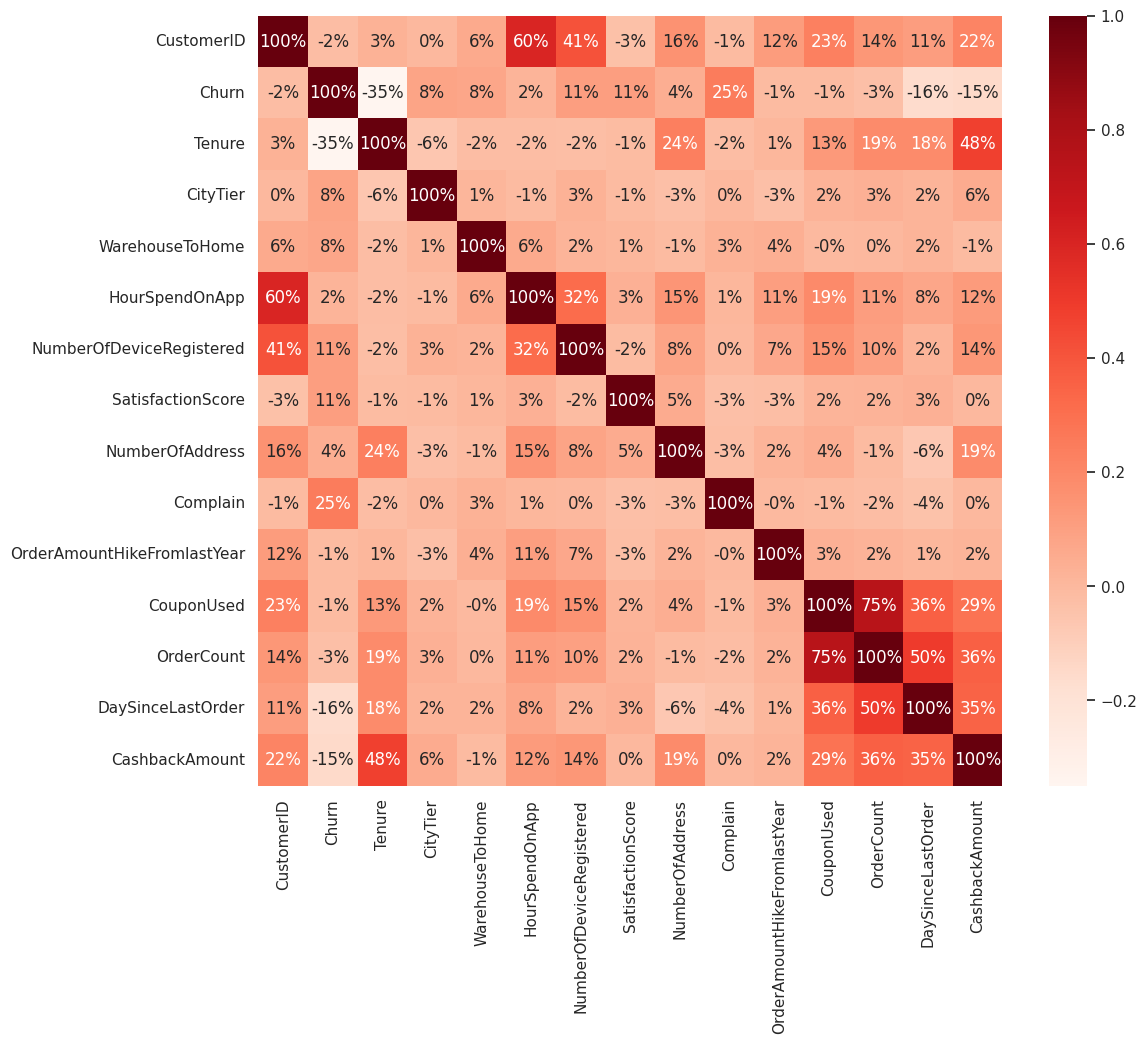 1.0
CustomerID 100% -2% 3% 0% 6% 60% 41% -3% 16% -1% 12% 23% 14% 11% 22%
Churn -2% 100% -35% 8% 8% 2% 11% 11% 4% 25% -1% -1% -3% -16% -15%
0.8
Tenure 3% -35% 100% -6% -2% -2% -2% -1% 24% -2% 1% 13% 19% 18% 48%
CityTier 0% 8% -6% 100% 1% -1% 3% -1% -3% 0% -3% 2% 3% 2% 6%
WarehouseToHome 6% 8% -2% 1% 100% 6% 2% 1% -1% 3% 4% -0% 0% 2% -1%
0.6
HourSpendOnApp 60% 2% -2% -1% 6% 100% 32% 3% 15% 1% 11% 19% 11% 8% 12%
NumberOfDeviceRegistered 41% 11% -2% 3% 2% 32% 100% -2% 8% 0% 7% 15% 10% 2% 14%
0.4
SatisfactionScore -3% 11% -1% -1% 1% 3% -2% 100% 5% -3% -3% 2% 2% 3% 0%
NumberOfAddress 16% 4% 24% -3% -1% 15% 8% 5% 100% -3% 2% 4% -1% -6% 19%
0.2
Complain -1% 25% -2% 0% 3% 1% 0% -3% -3% 100% -0% -1% -2% -4% 0%
OrderAmountHikeFromlastYear 12% -1% 1% -3% 4% 11% 7% -3% 2% -0% 100% 3% 2% 1% 2%
0.0
CouponUsed 23% -1% 13% 2% -0% 19% 15% 2% 4% -1% 3% 100% 75% 36% 29%
OrderCount 14% -3% 19% 3% 0% 11% 10% 2% -1% -2% 2% 75% 100% 50% 36%
DaySinceLastOrder 11% -16% 18% 2% 2% 8% 2% 3% -6% -4% 1% 36% 50% 100% 35%
−0.2
CashbackAmount 22% -15% 48% 6% -1% 12% 14% 0% 19% 0% 2% 29% 36% 35% 100%
CustomerID
Churn
Tenure
CityTier
WarehouseToHome
HourSpendOnApp
NumberOfDeviceRegistered
SatisfactionScore
NumberOfAddress
Complain
OrderAmountHikeFromlastYear
CouponUsed
OrderCount
DaySinceLastOrder
CashbackAmount